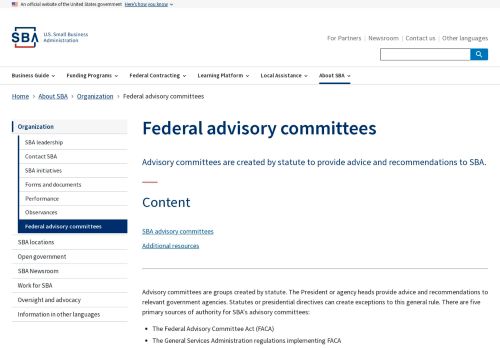 An official website of the United States government Here's how you know
SBA U.S. Small Business
Administration
For Partners Newsroom Contact us Other languages
Business Guide Funding Programs Federal Contracting Learning Platform Local Assistance About SBA
Home › About SBA › Organization › Federal advisory committees
Organization
SBA leadership
Contact SBA
SBA initiatives
Forms and documents
Performance
Observances
Federal advisory committees
SBA locations
Open government
SBA Newsroom
Work for SBA
Oversight and advocacy
Information in other languages
Federal advisory committees
Advisory committees are created by statute to provide advice and recommendations to SBA.
Content
SBA advisory committees
Additional resources
Advisory committees are groups created by statute. The President or agency heads provide advice and recommendations to
relevant government agencies. Statutes or presidential directives can create exceptions to this general rule. There are five
primary sources of authority for SBA's advisory committees:
• The Federal Advisory Committee Act (FACA)
• The General Services Administration regulations implementing FACA